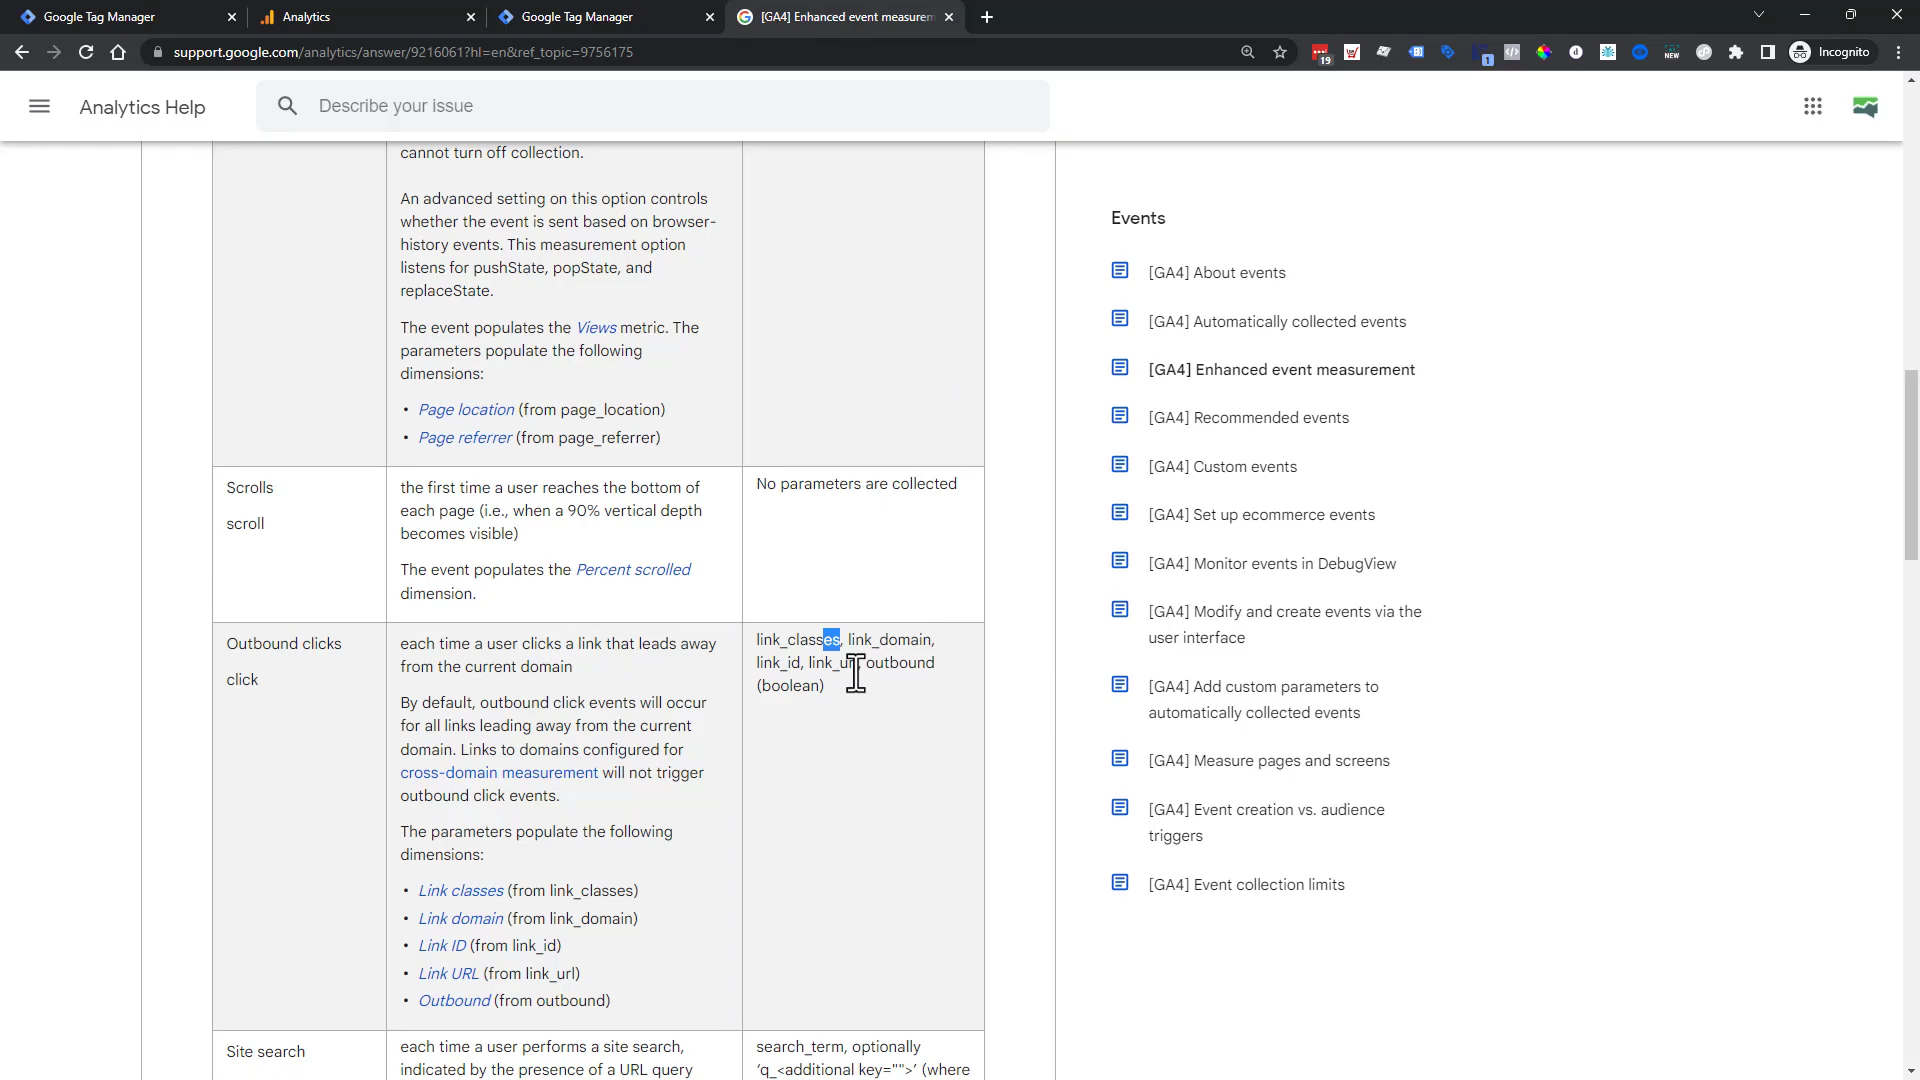 Google Tag Manager
Analytics
Google Tag Manager
[GA4] Enhanced event measurem
support.google.com/analytics/answer/9216061?hl=en&ref_topic=9756175
19
1
NEW
Incognito
Analytics Help
Describe your issue
cannot turn off collection.
An advanced setting on this option controls
whether the event is sent based on browser-
history events. This measurement option
listens for pushState, popState, and
replaceState.
The event populates the Views metric. The
parameters populate the following
dimensions:
• Page location (from page_location)
• Page referrer (from page_referrer)
Scrolls
scroll
the first time a user reaches the bottom of
each page (i.e., when a 90% vertical depth
becomes visible)
The event populates the Percent scrolled
dimension.
No parameters are collected
Outbound clicks
click
each time a user clicks a link that leads away
from the current domain
By default, outbound click events will occur
for all links leading away from the current
domain. Links to domains configured for
cross-domain measurement will not trigger
outbound click events.
The parameters populate the following
dimensions:
• Link classes (from link_classes)
• Link domain (from link_domain)
• Link ID (from link_id)
• Link URL (from link_url)
• Outbound (from outbound)
link_classes, link_domain,
link_id, link_url, outbound
(boolean)
Site search
each time a user performs a site search,
indicated by the presence of a URL query
search_term, optionally
‘q_<additional key="">’ (where
Events
[GA4] About events
[GA4] Automatically collected events
[GA4] Enhanced event measurement
[GA4] Recommended events
[GA4] Custom events
[GA4] Set up ecommerce events
[GA4] Monitor events in DebugView
[GA4] Modify and create events via the
user interface
[GA4] Add custom parameters to
automatically collected events
[GA4] Measure pages and screens
[GA4] Event creation vs. audience
triggers
[GA4] Event collection limits